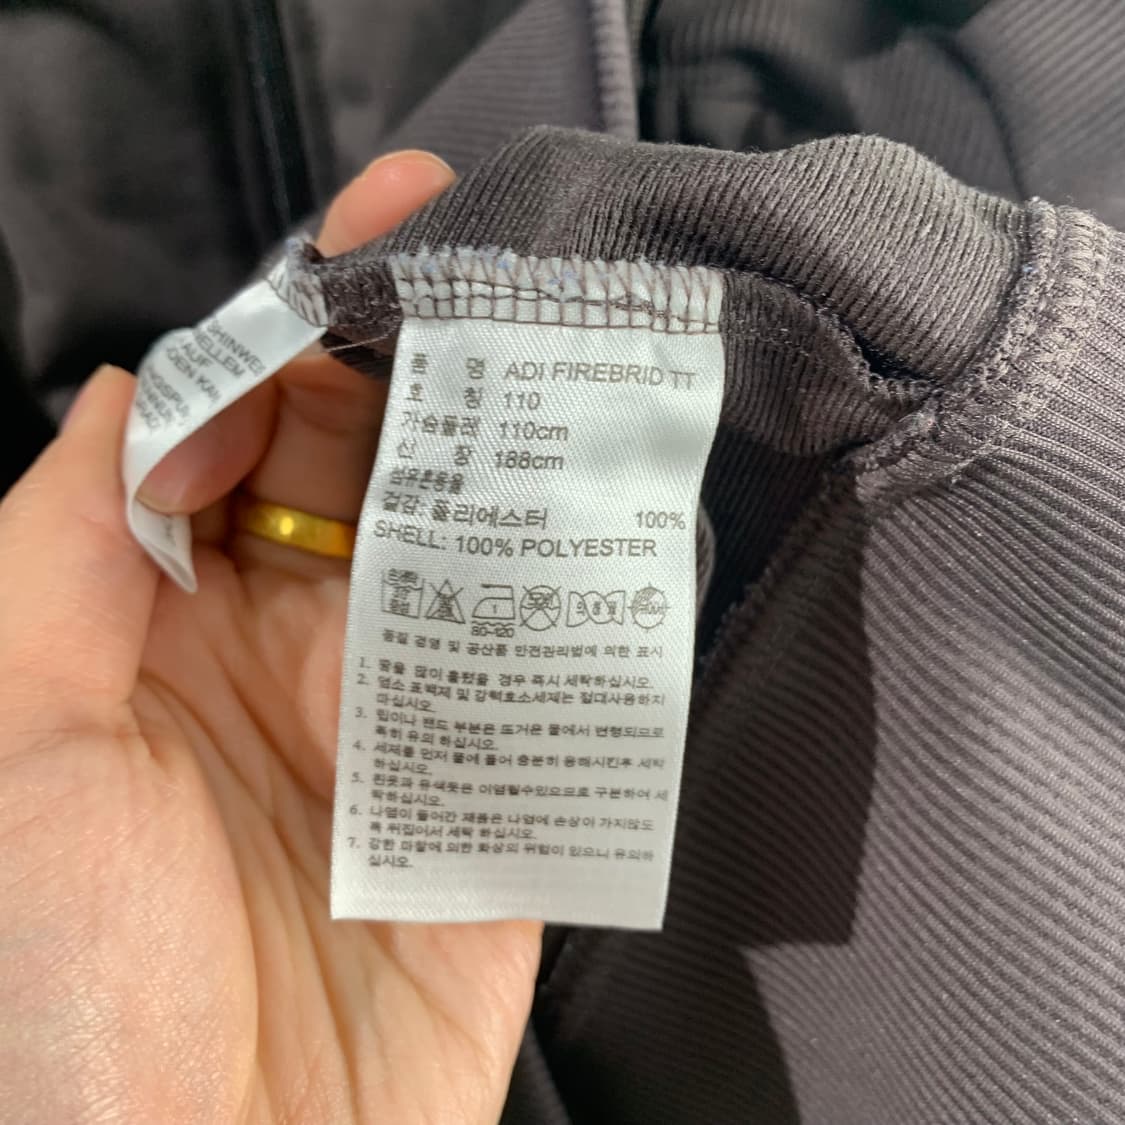 품 명 ADI FIREBRID TT
호 칭 110
가슴둘레 110cm
신 장 188cm
섬유혼용율
겉감: 폴리에스터 100%
SHELL: 100% POLYESTER
80-120
품질 경영 및 공산품 안전관리법에 의한 표시
1. 땀을 많이 흘렸을 경우 즉시 세탁하십시오.
2. 염소 표백제 및 강력효소세제는 절대사용하지
마십시오.
3. 립이나 밴드 부분은 뜨거운 물에서 변형되므로
특히 유의 하십시오.
4. 세제를 먼저 물에 풀어 충분히 용해시킨후 세탁
하십시오.
5. 흰옷과 유색옷은 이염될수있으므로 구분하여 세
탁하십시오.
6. 나염이 들어간 제품은 나염에 손상이 가지않도
록 뒤집어서 세탁 하십시오.
7. 강한 마찰에 의한 화상의 위험이 있으니 유의하
십시오.